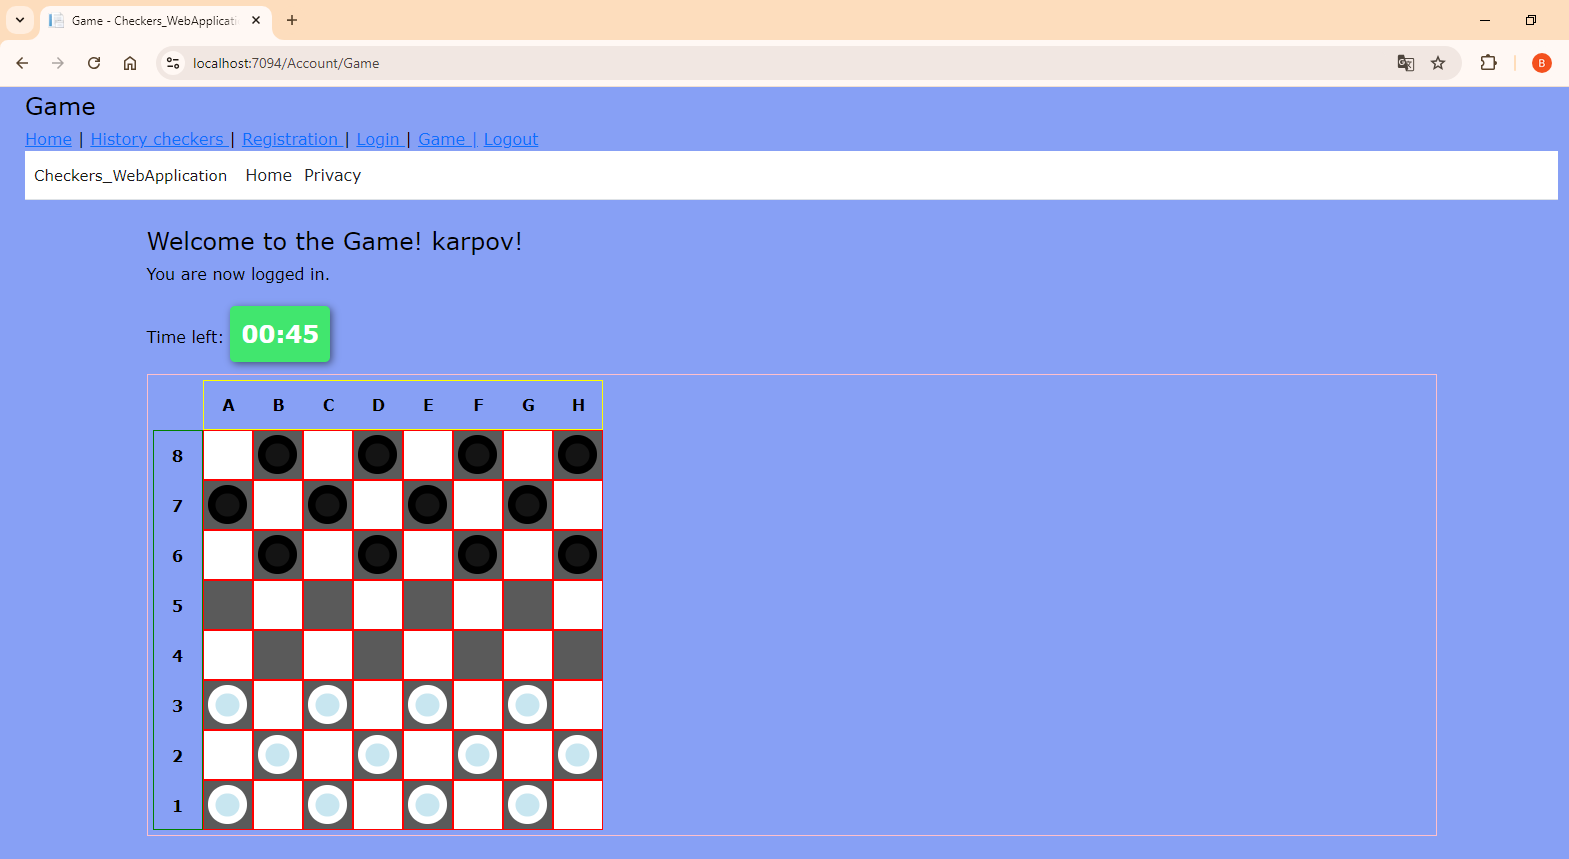 Game - Checkers_WebApplicati
localhost:7094/Account/Game
B
Game
Home | History checkers | Registration | Login | Game | Logout
Checkers_WebApplication Home Privacy
Welcome to the Game! karpov!
You are now logged in.
Time left: 00:45
A B C D E F G H
8
7
6
5
4
3
2
1